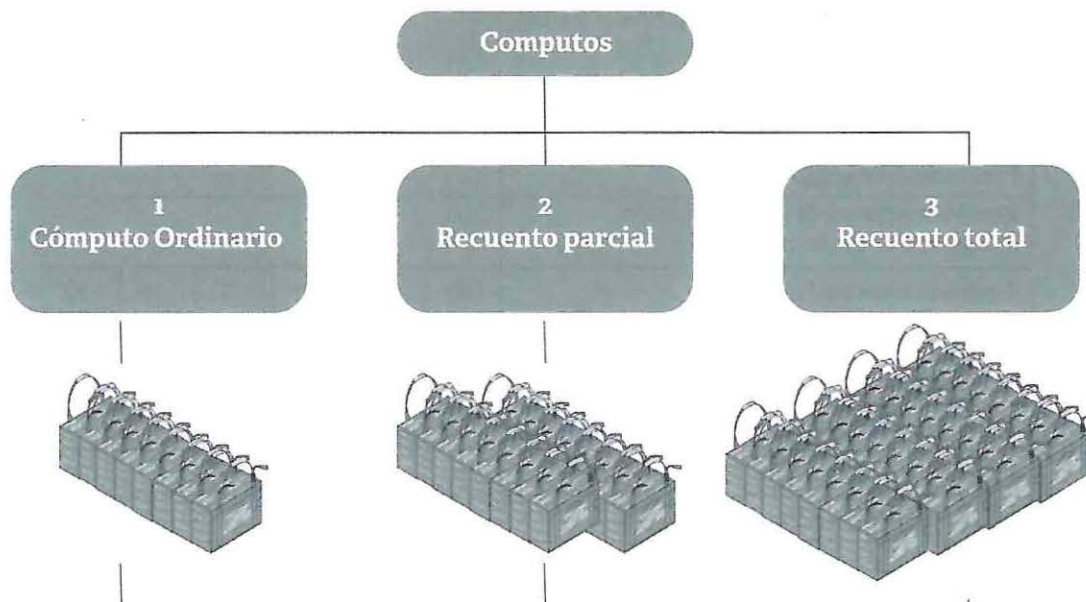 Computos
1
Cómputo Ordinario
2
Recuento parcial
3
Recuento total